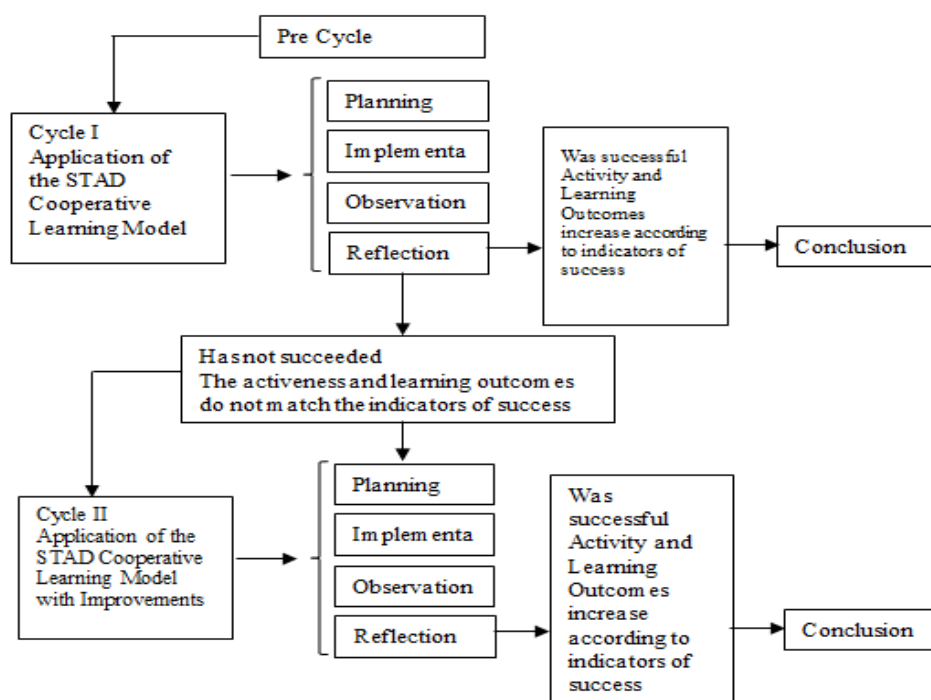 Pre Cycle
Cycle I
Application of
the STAD
Cooperative
Learning Model
Planning
Implementa
Observation
Reflection
Was successful
Activity and
Learning
Outcomes
increase according
to indicators of
success
Conclusion
Has not succeeded
The activeness and learning outcomes
do not match the indicators of success
Cycle II
Application of the
STAD Cooperative
Learning Model
with Improvements
Planning
Implementa
Observation
Reflection
Was
successful
Activity and
Learning
Outcomes
increase
according to
indicators of
success
Conclusion